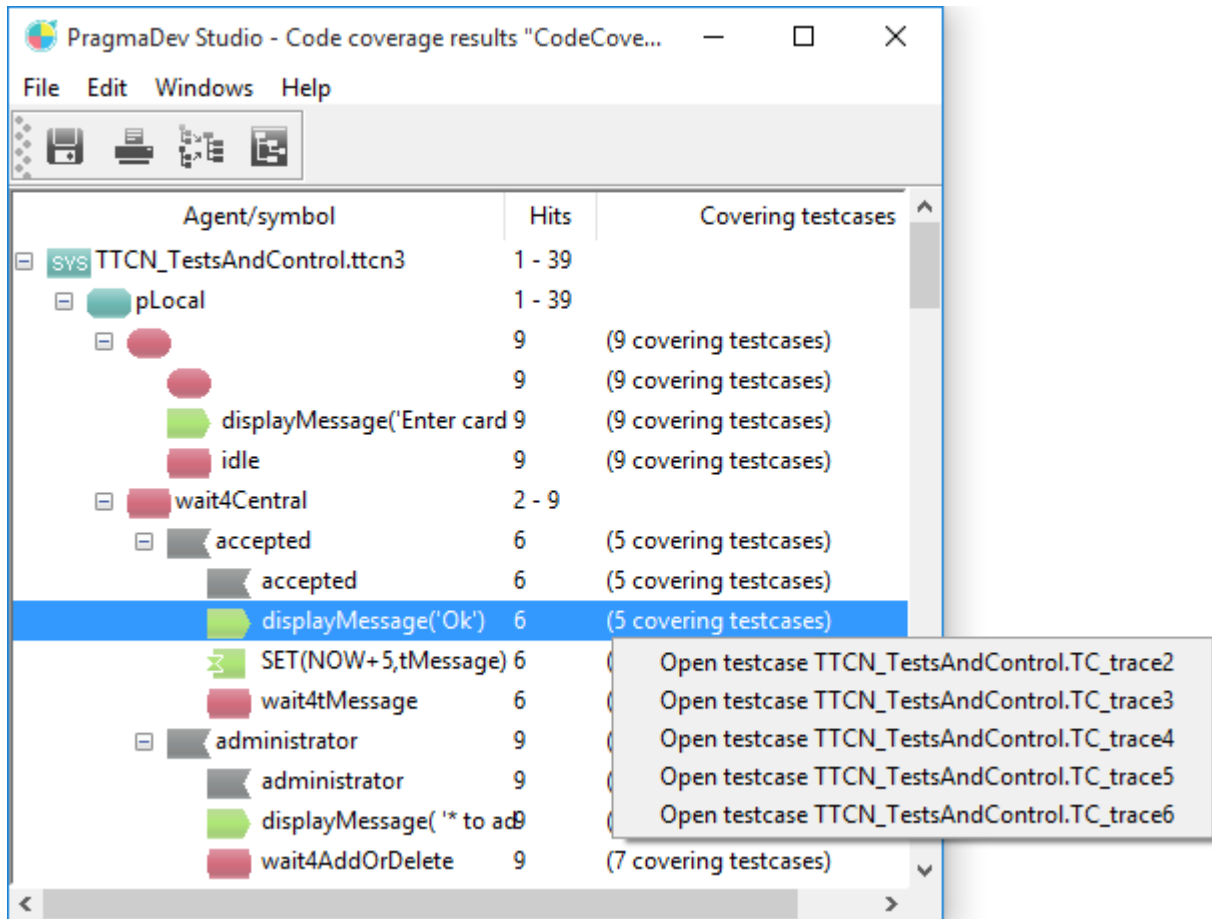 PragmaDev Studio - Code coverage results "CodeCove...
File Edit Windows Help
Agent/symbol Hits Covering testcases
SYS TTCN_TestsAndControl.ttcn3 1 - 39
pLocal 1 - 39
9 (9 covering testcases)
9 (9 covering testcases)
displayMessage('Enter card 9 (9 covering testcases)
idle 9 (9 covering testcases)
wait4Central 2 - 9
accepted 6 (5 covering testcases)
accepted 6 (5 covering testcases)
displayMessage('Ok') 6 (5 covering testcases)
SET(NOW+5,tMessage) 6 (
Open testcase TTCN_TestsAndControl.TC_trace2
wait4tMessage 6 (
Open testcase TTCN_TestsAndControl.TC_trace3
administrator 9 (
Open testcase TTCN_TestsAndControl.TC_trace4
administrator 9 (
Open testcase TTCN_TestsAndControl.TC_trace5
displayMessage( '* to ad 9 (
Open testcase TTCN_TestsAndControl.TC_trace6
wait4AddOrDelete 9 (7 covering testcases)